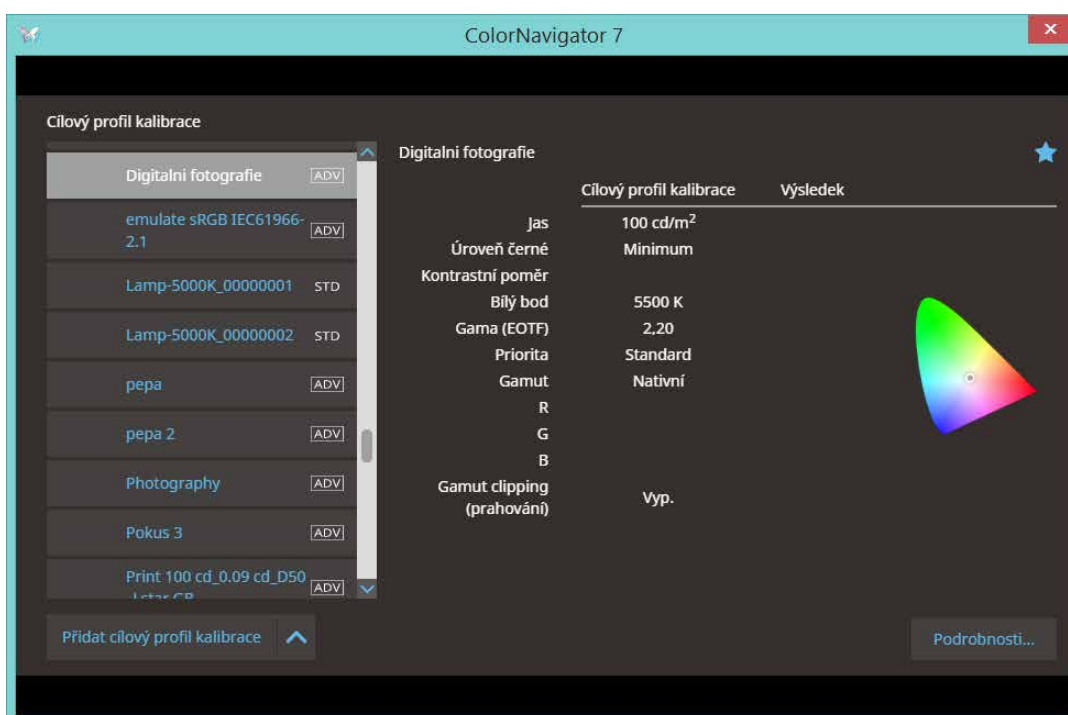 ColorNavigator 7
Cílový profil kalibrace
Digitalni fotografie ADV
emulate sRGB IEC61966-
2.1 ADV
Lamp-5000K_00000001 STD
Lamp-5000K_00000002 STD
pepa ADV
pepa 2 ADV
Photography ADV
Pokus 3 ADV
Print 100 cd_0.09 cd_D50
ADV
Přidat cílový profil kalibrace
Digitalni fotografie
Cílový profil kalibrace Výsledek
Jas 100 cd/m²
Úroveň černé Minimum
Kontrastní poměr
Bílý bod 5500 K
Gama (EOTF) 2,20
Priorita Standard
Gamut Nativní
R
G
B
Gamut clipping
(prahování) Vyp.
Podrobnosti...